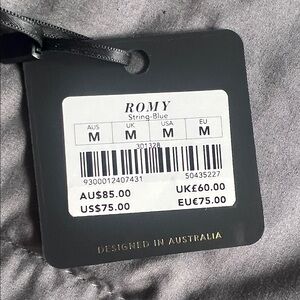 ROMY
String-Blue
AUS UK USA EU
M M M M
301328
9300012407431 50435227
AU$85.00 UK£60.00
US$75.00 EU€75.00
DESIGNED IN AUSTRALIA